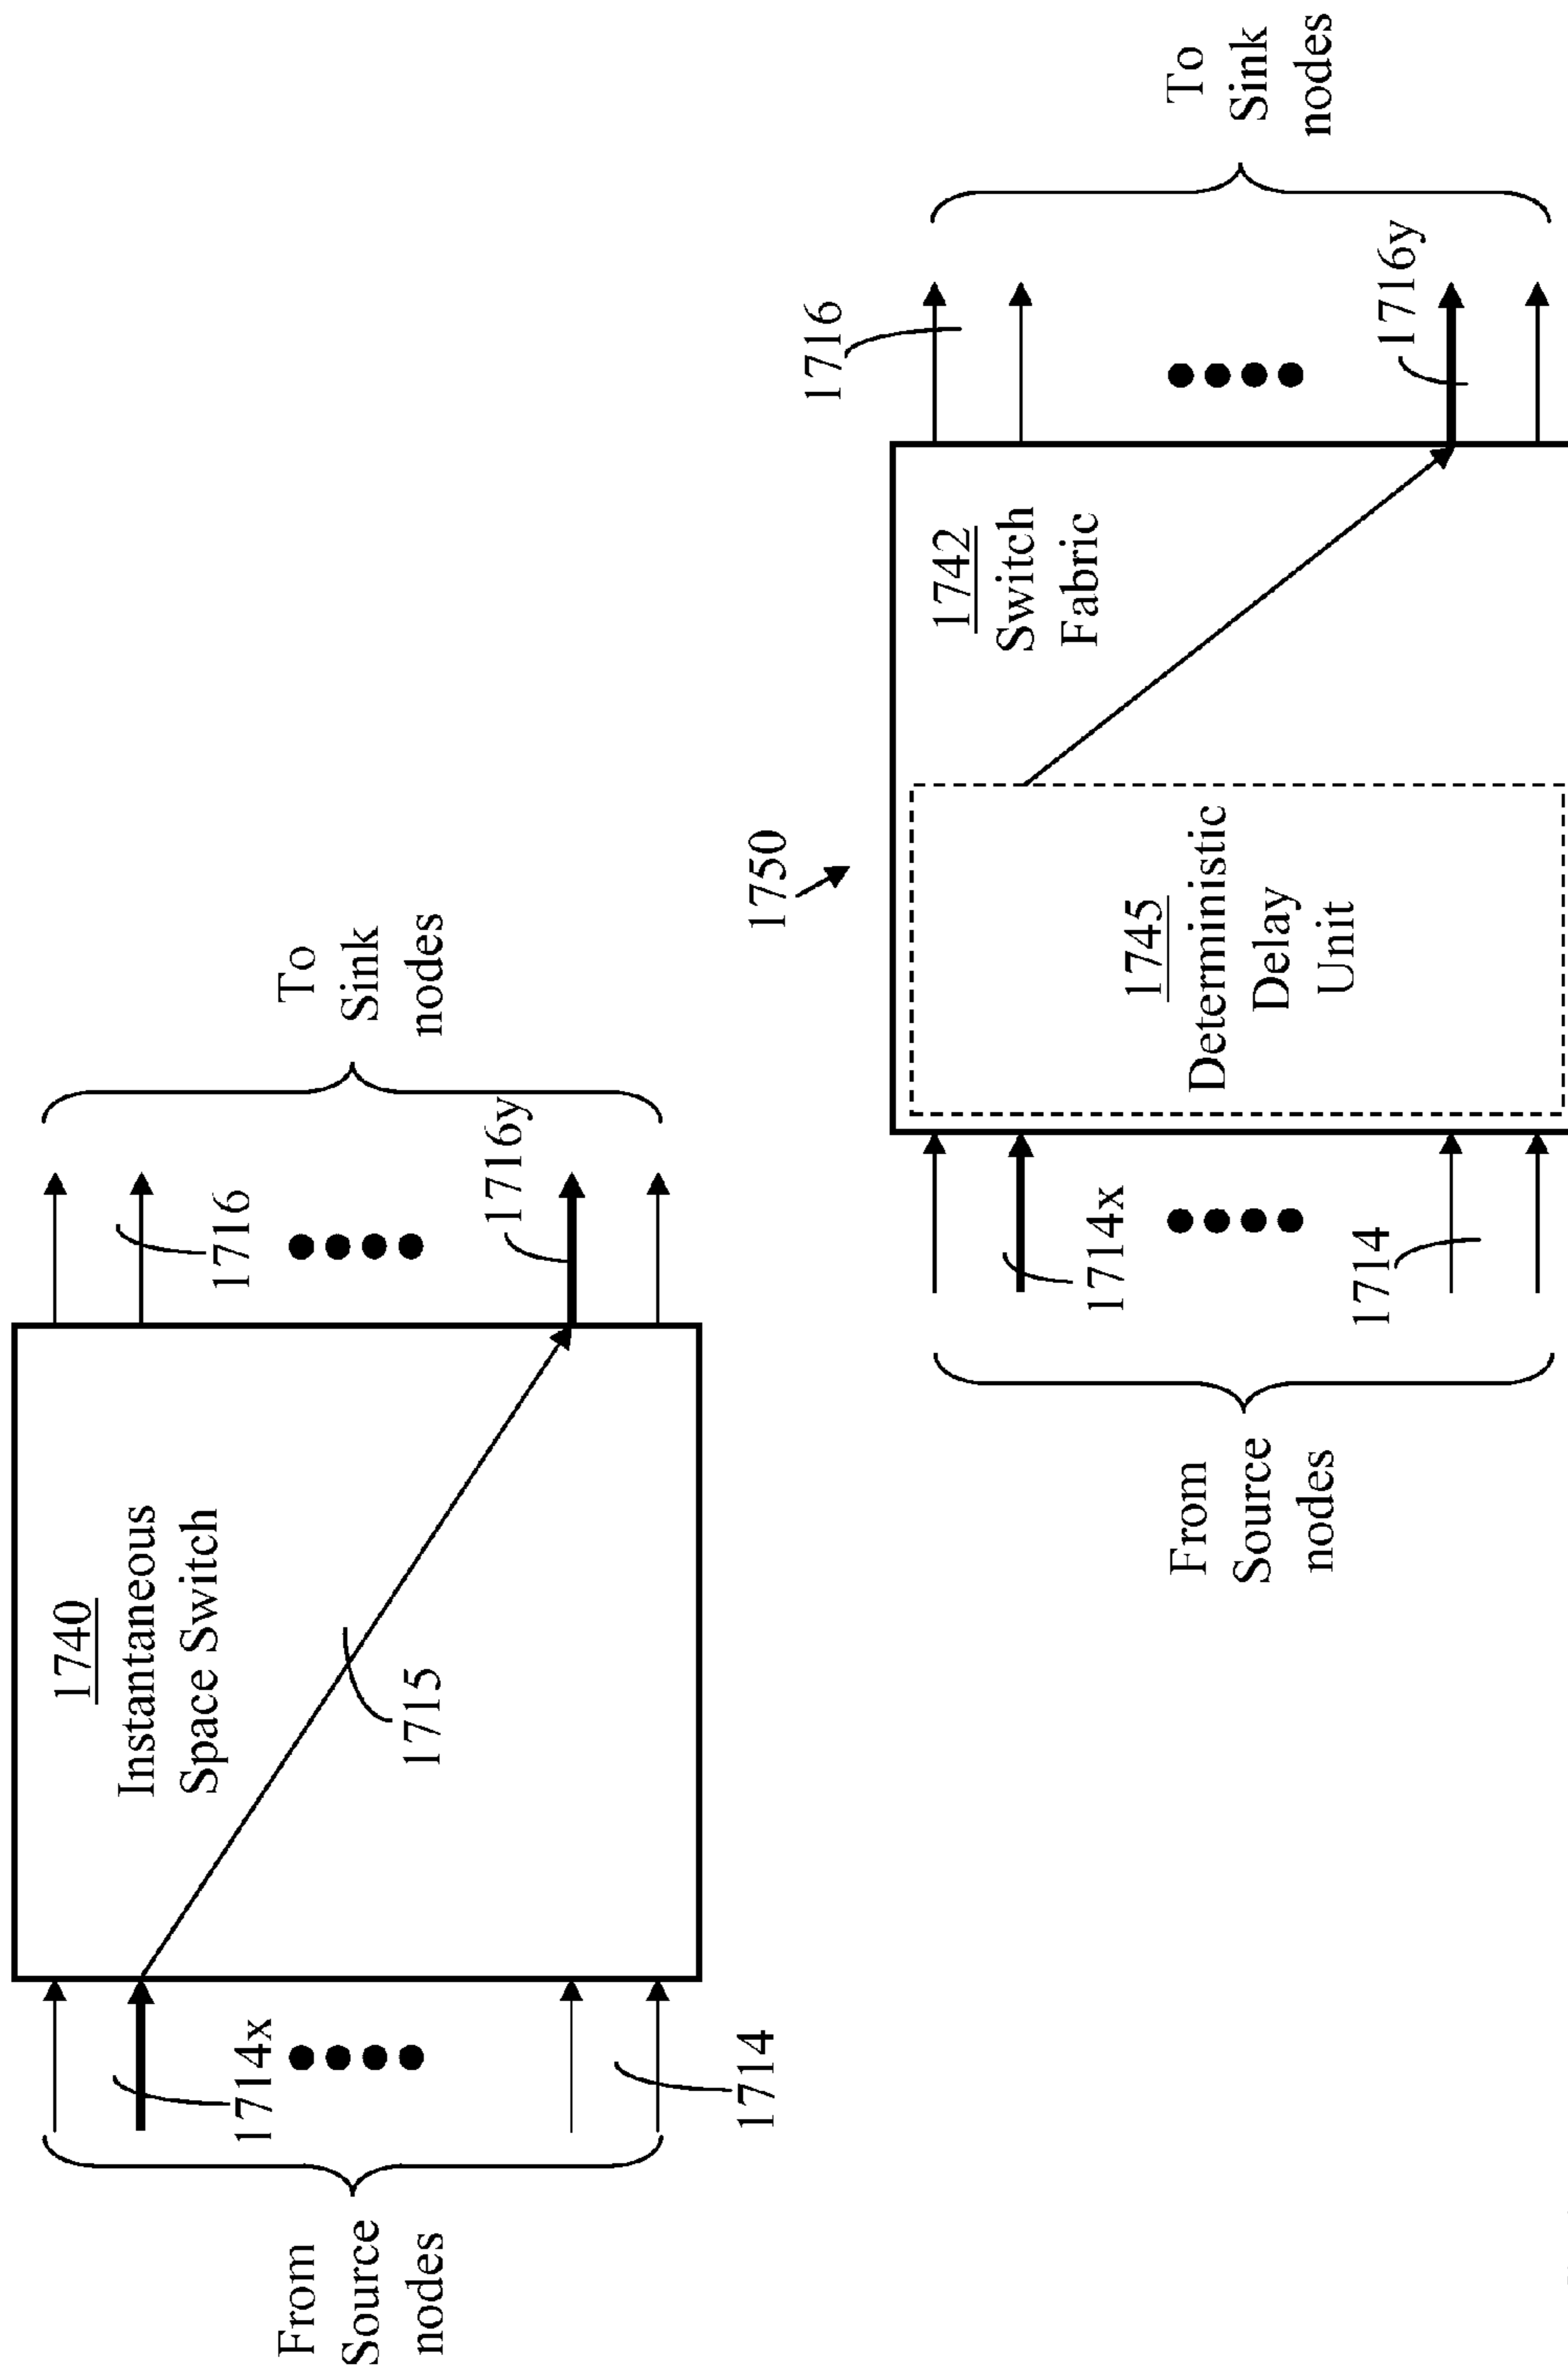 1740
Instantaneous
Space Switch
1715
From
Source
nodes
1714x
1714
1716
1716y
To
Sink
nodes
1750
1742
Switch
Fabric
1745
Deterministic
Delay
Unit
From
Source
nodes
1714x
1714
1716
1716y
To
Sink
nodes